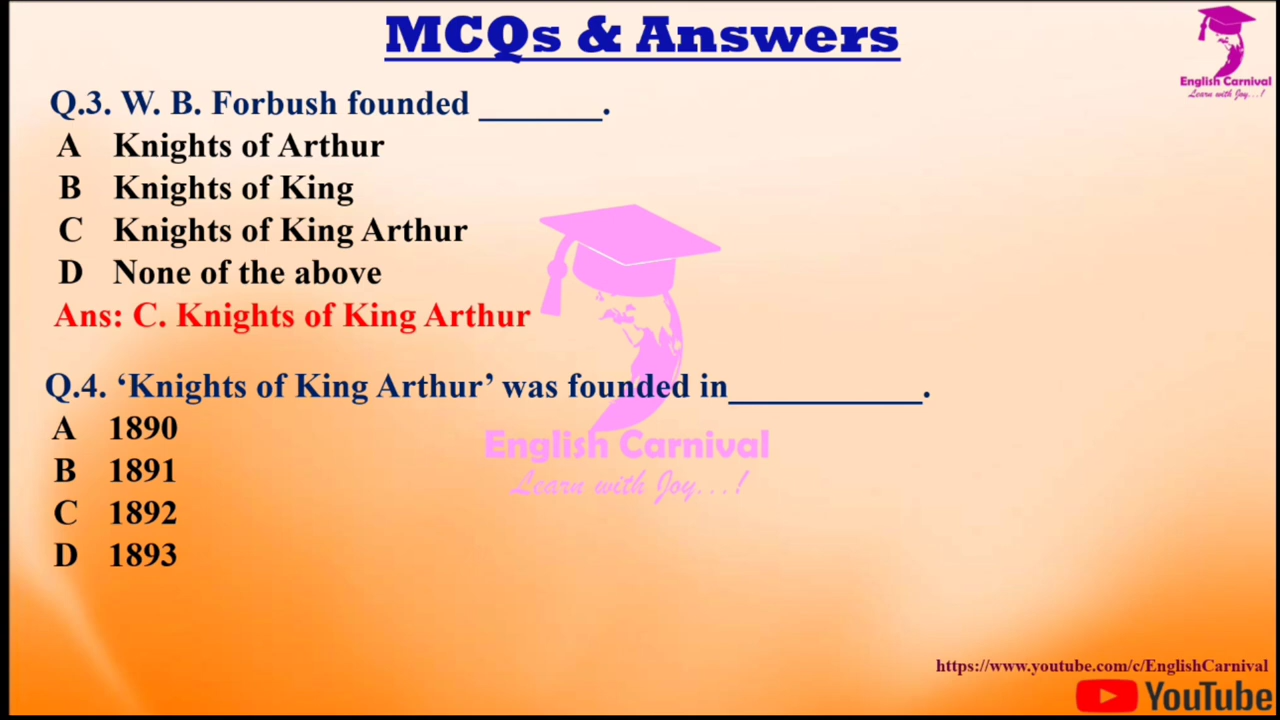 MCQs & Answers
English Carnival
Learn with Joy...!
Q.3. W. B. Forbush founded _______.
A Knights of Arthur
B Knights of King
C Knights of King Arthur
D None of the above
Ans: C. Knights of King Arthur
Q.4. ‘Knights of King Arthur’ was founded in___________.
A 1890
English Carnival
B 1891
Learn with Joy...!
C 1892
D 1893
https://www.youtube.com/c/EnglishCarnival
YouTube